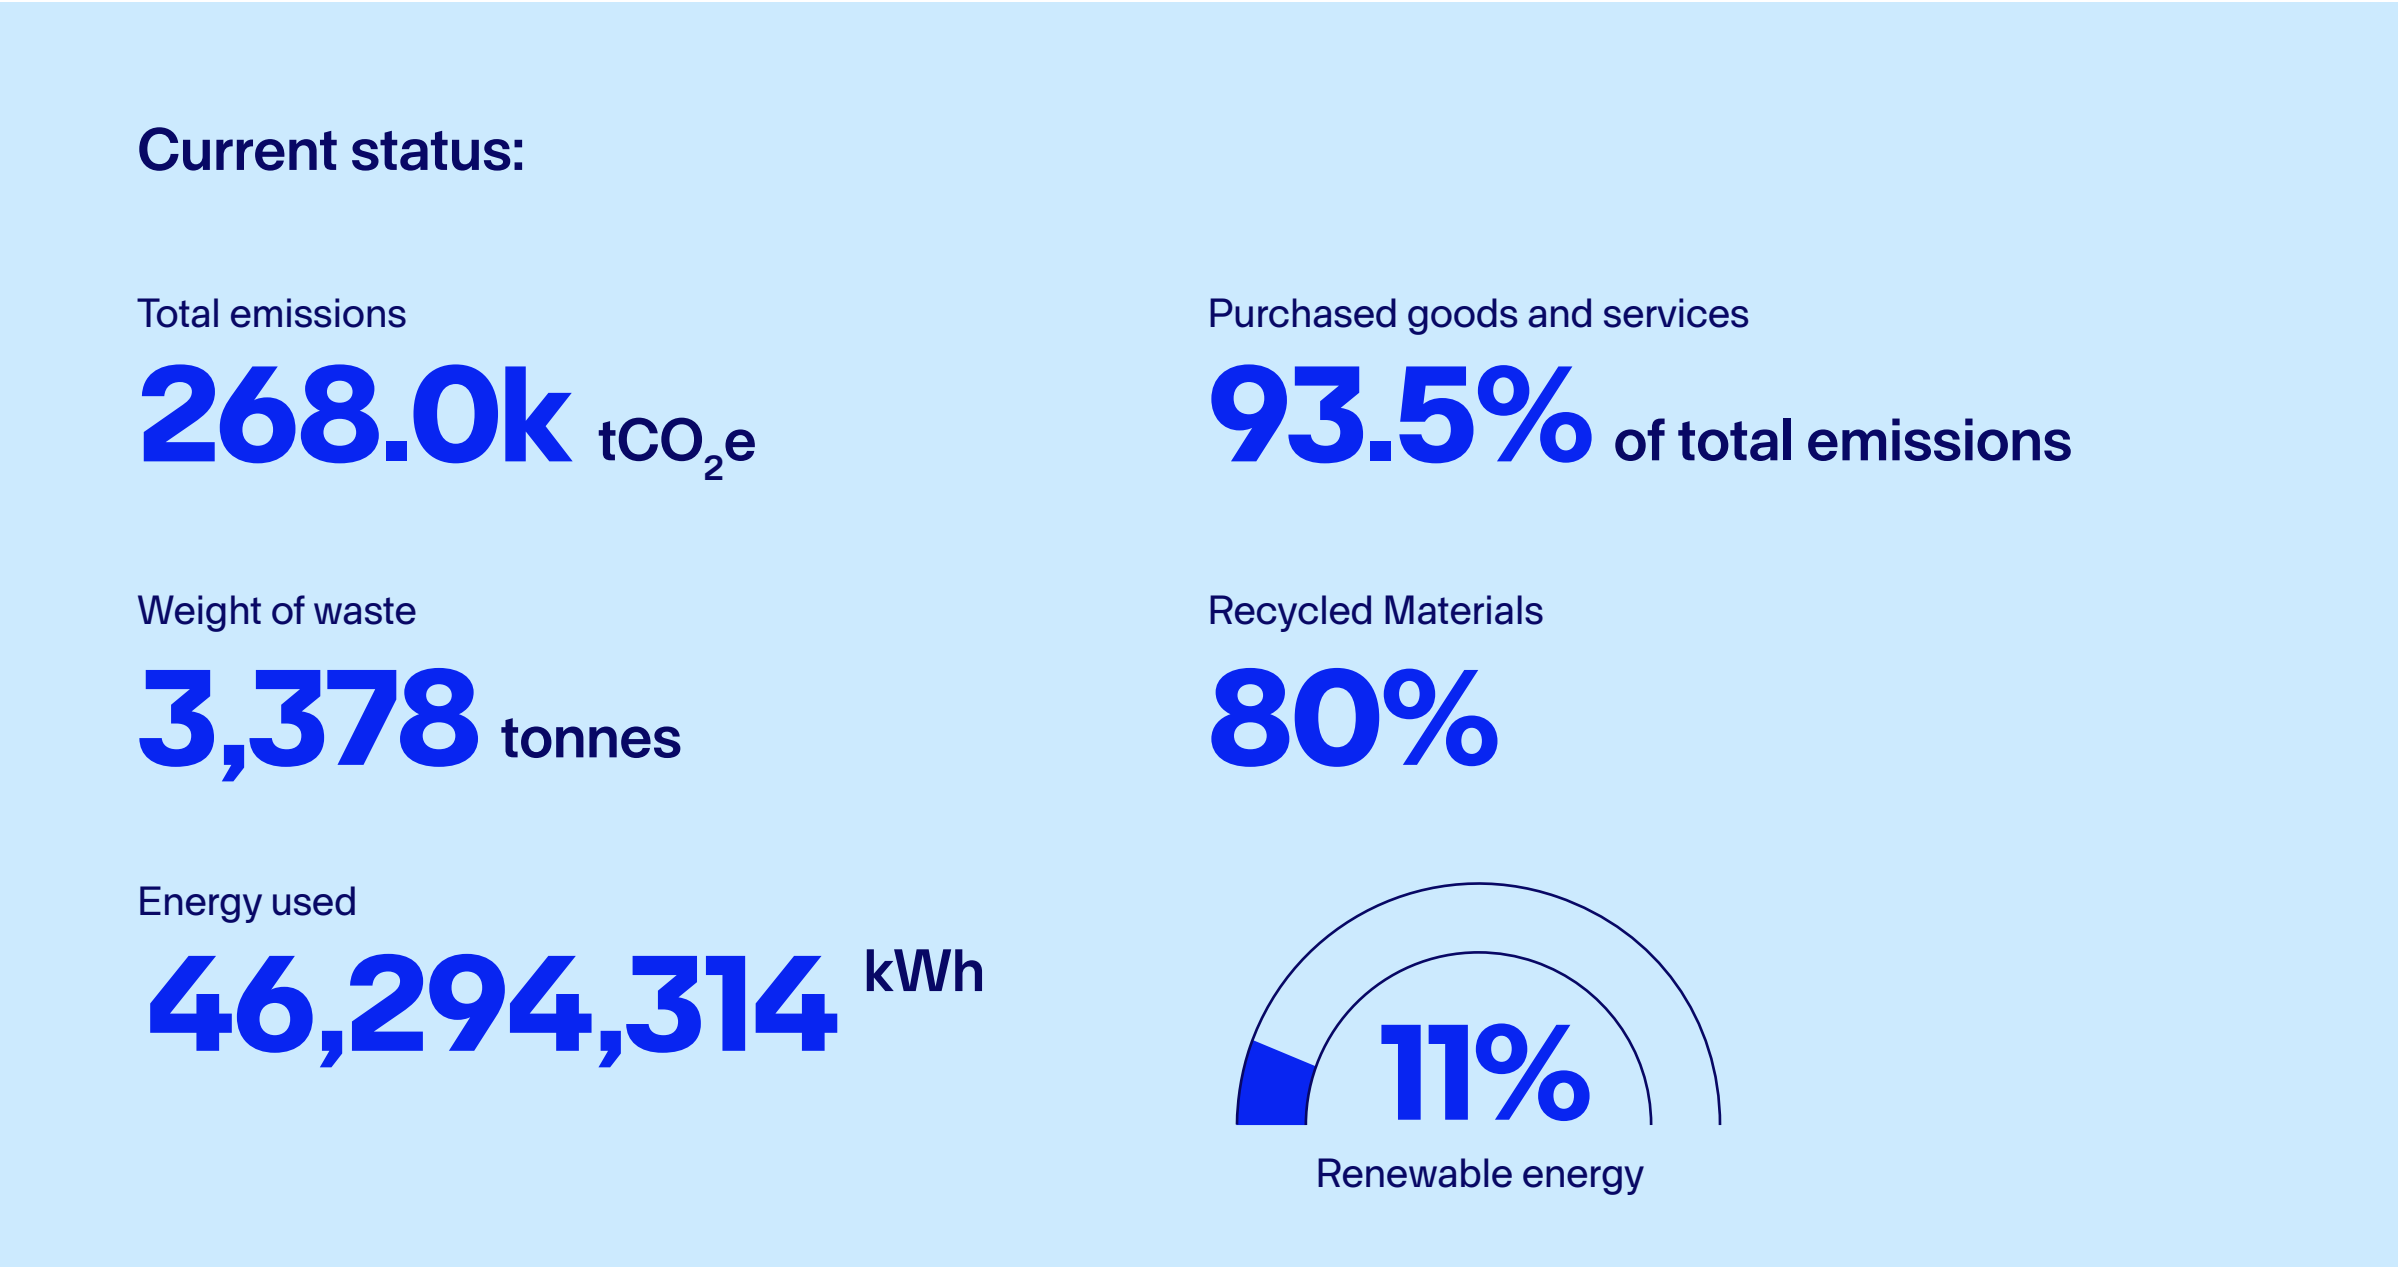 Current status:
Total emissions
268.0k tCO₂e
Purchased goods and services
93.5% of total emissions
Weight of waste
3,378 tonnes
Recycled Materials
80%
Energy used
46,294,314 kWh
11%
Renewable energy